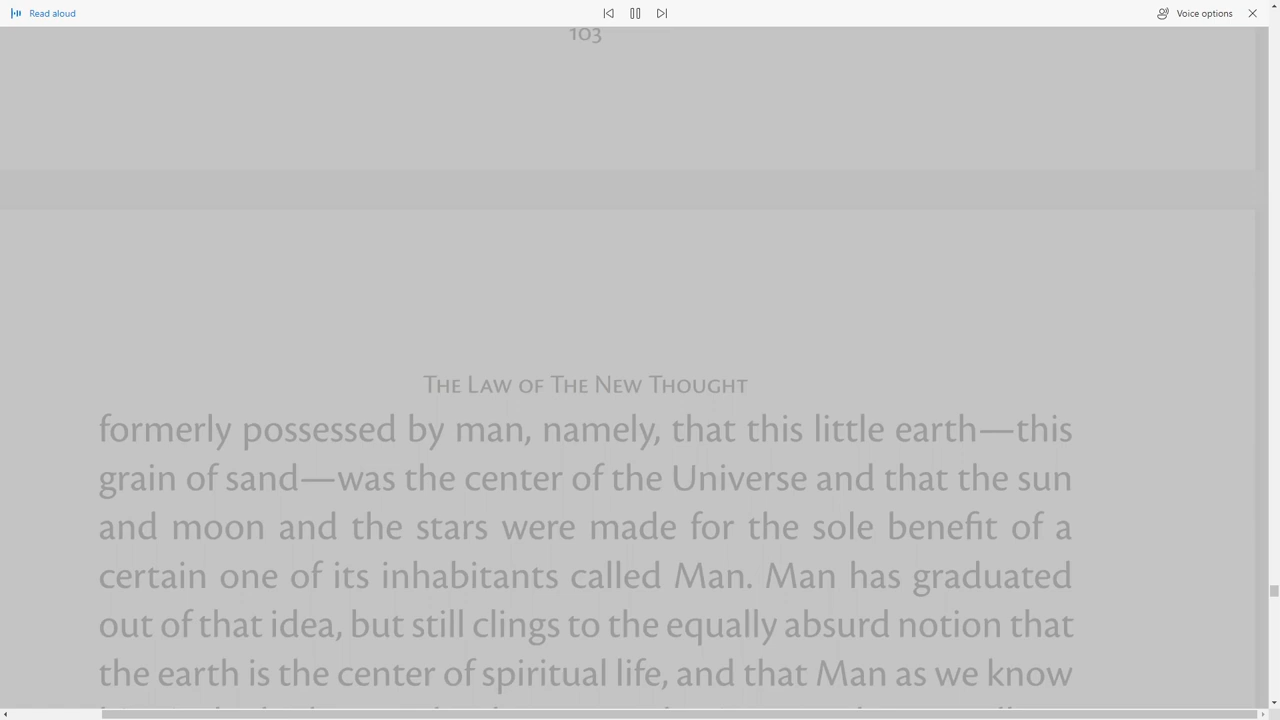 Read aloud
Voice options
103
The Law of The New Thought
formerly possessed by man, namely, that this little earth—this
grain of sand—was the center of the Universe and that the sun
and moon and the stars were made for the sole benefit of a
certain one of its inhabitants called Man. Man has graduated
out of that idea, but still clings to the equally absurd notion that
the earth is the center of spiritual life, and that Man as we know